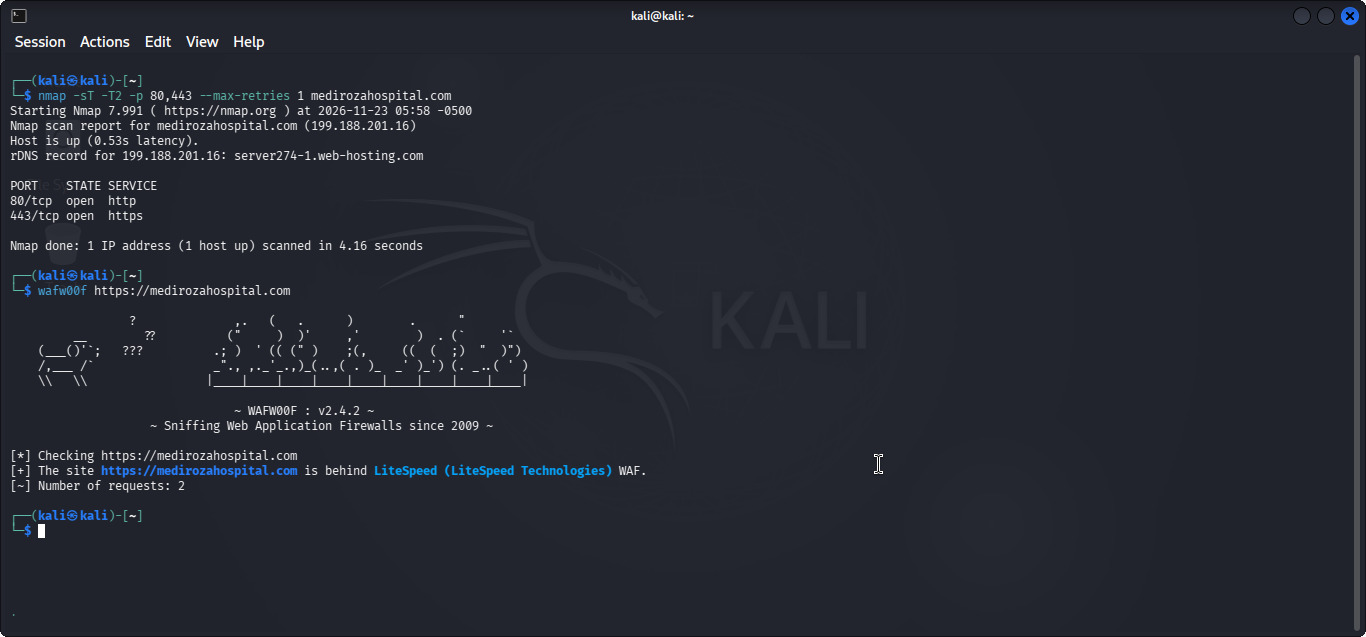 kali@kali: ~
Session Actions Edit View Help
┌──(kali㉿kali)-[~]
└─$ nmap -sT -T2 -p 80,443 --max-retries 1 medirozahospital.com
Starting Nmap 7.991 ( https://nmap.org ) at 2026-11-23 05:58 -0500
Nmap scan report for medirozahospital.com (199.188.201.16)
Host is up (0.53s latency).
rDNS record for 199.188.201.16: server274-1.web-hosting.com
PORT    STATE SERVICE
80/tcp  open  http
443/tcp open  https
Nmap done: 1 IP address (1 host up) scanned in 4.16 seconds
┌──(kali㉿kali)-[~]
└─$ wafw00f https://medirozahospital.com
~ WAFW00F : v2.4.2 ~
~ Sniffing Web Application Firewalls since 2009 ~
[*] Checking https://medirozahospital.com
[+] The site https://medirozahospital.com is behind LiteSpeed (LiteSpeed Technologies) WAF.
[~] Number of requests: 2
┌──(kali㉿kali)-[~]
└─$
KALI